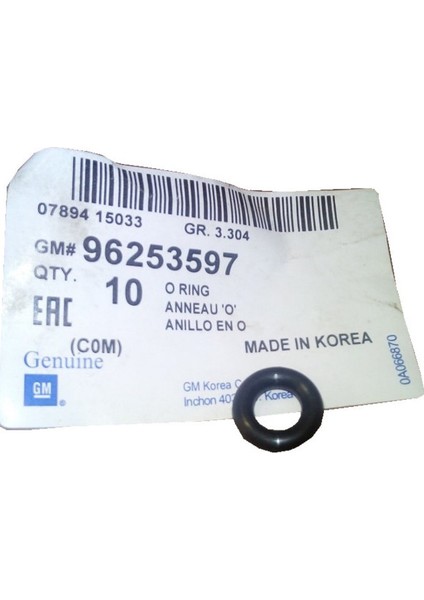 07894 15033
GR. 3.304
GM# 96253597
QTY. 10
O RING
ANNEAU 'O'
ANILLO EN O
EAC
(C0M)
MADE IN KOREA
Genuine
GM
®
GM Korea
Inchon
Korea
0A066870